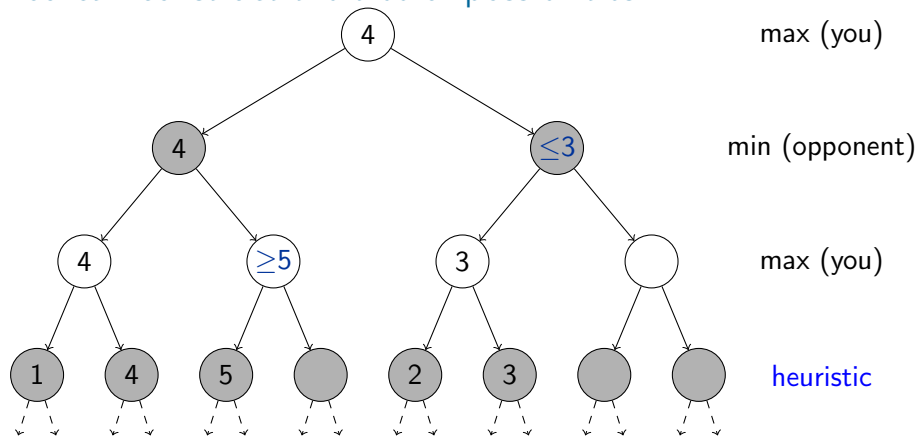 4 max (you)
4 ≤3 min (opponent)
4 ≥5 3 max (you)
1 4 5 2 3 heuristic